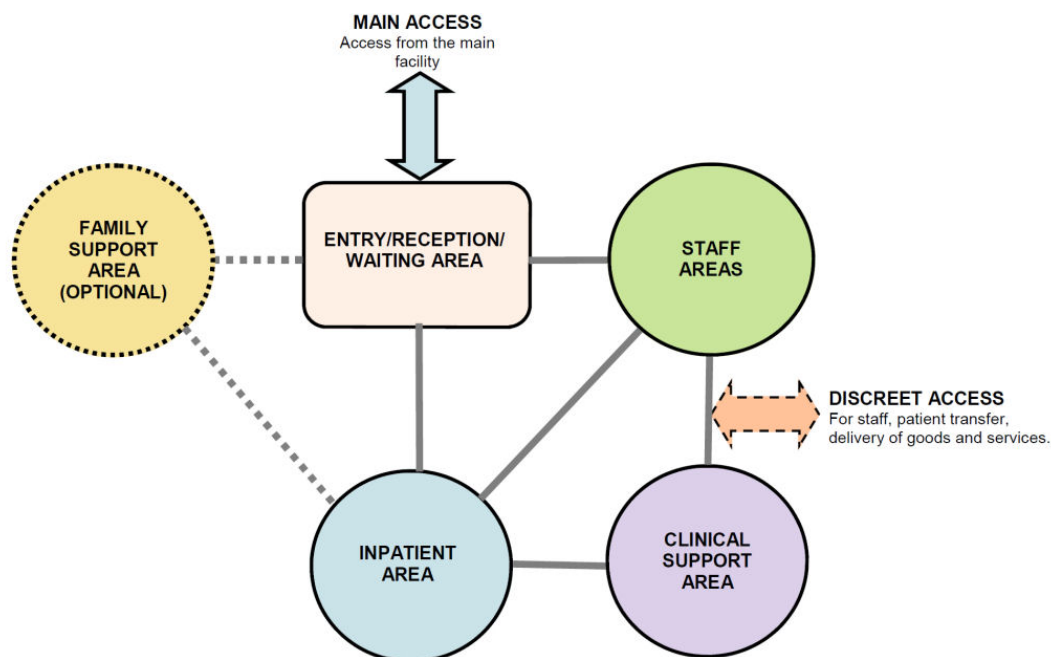 MAIN ACCESS
Access from the main
facility
FAMILY
SUPPORT
AREA
(OPTIONAL)
ENTRY/RECEPTION/
WAITING AREA
STAFF
AREAS
DISCREET ACCESS
For staff, patient transfer,
delivery of goods and services.
INPATIENT
AREA
CLINICAL
SUPPORT
AREA